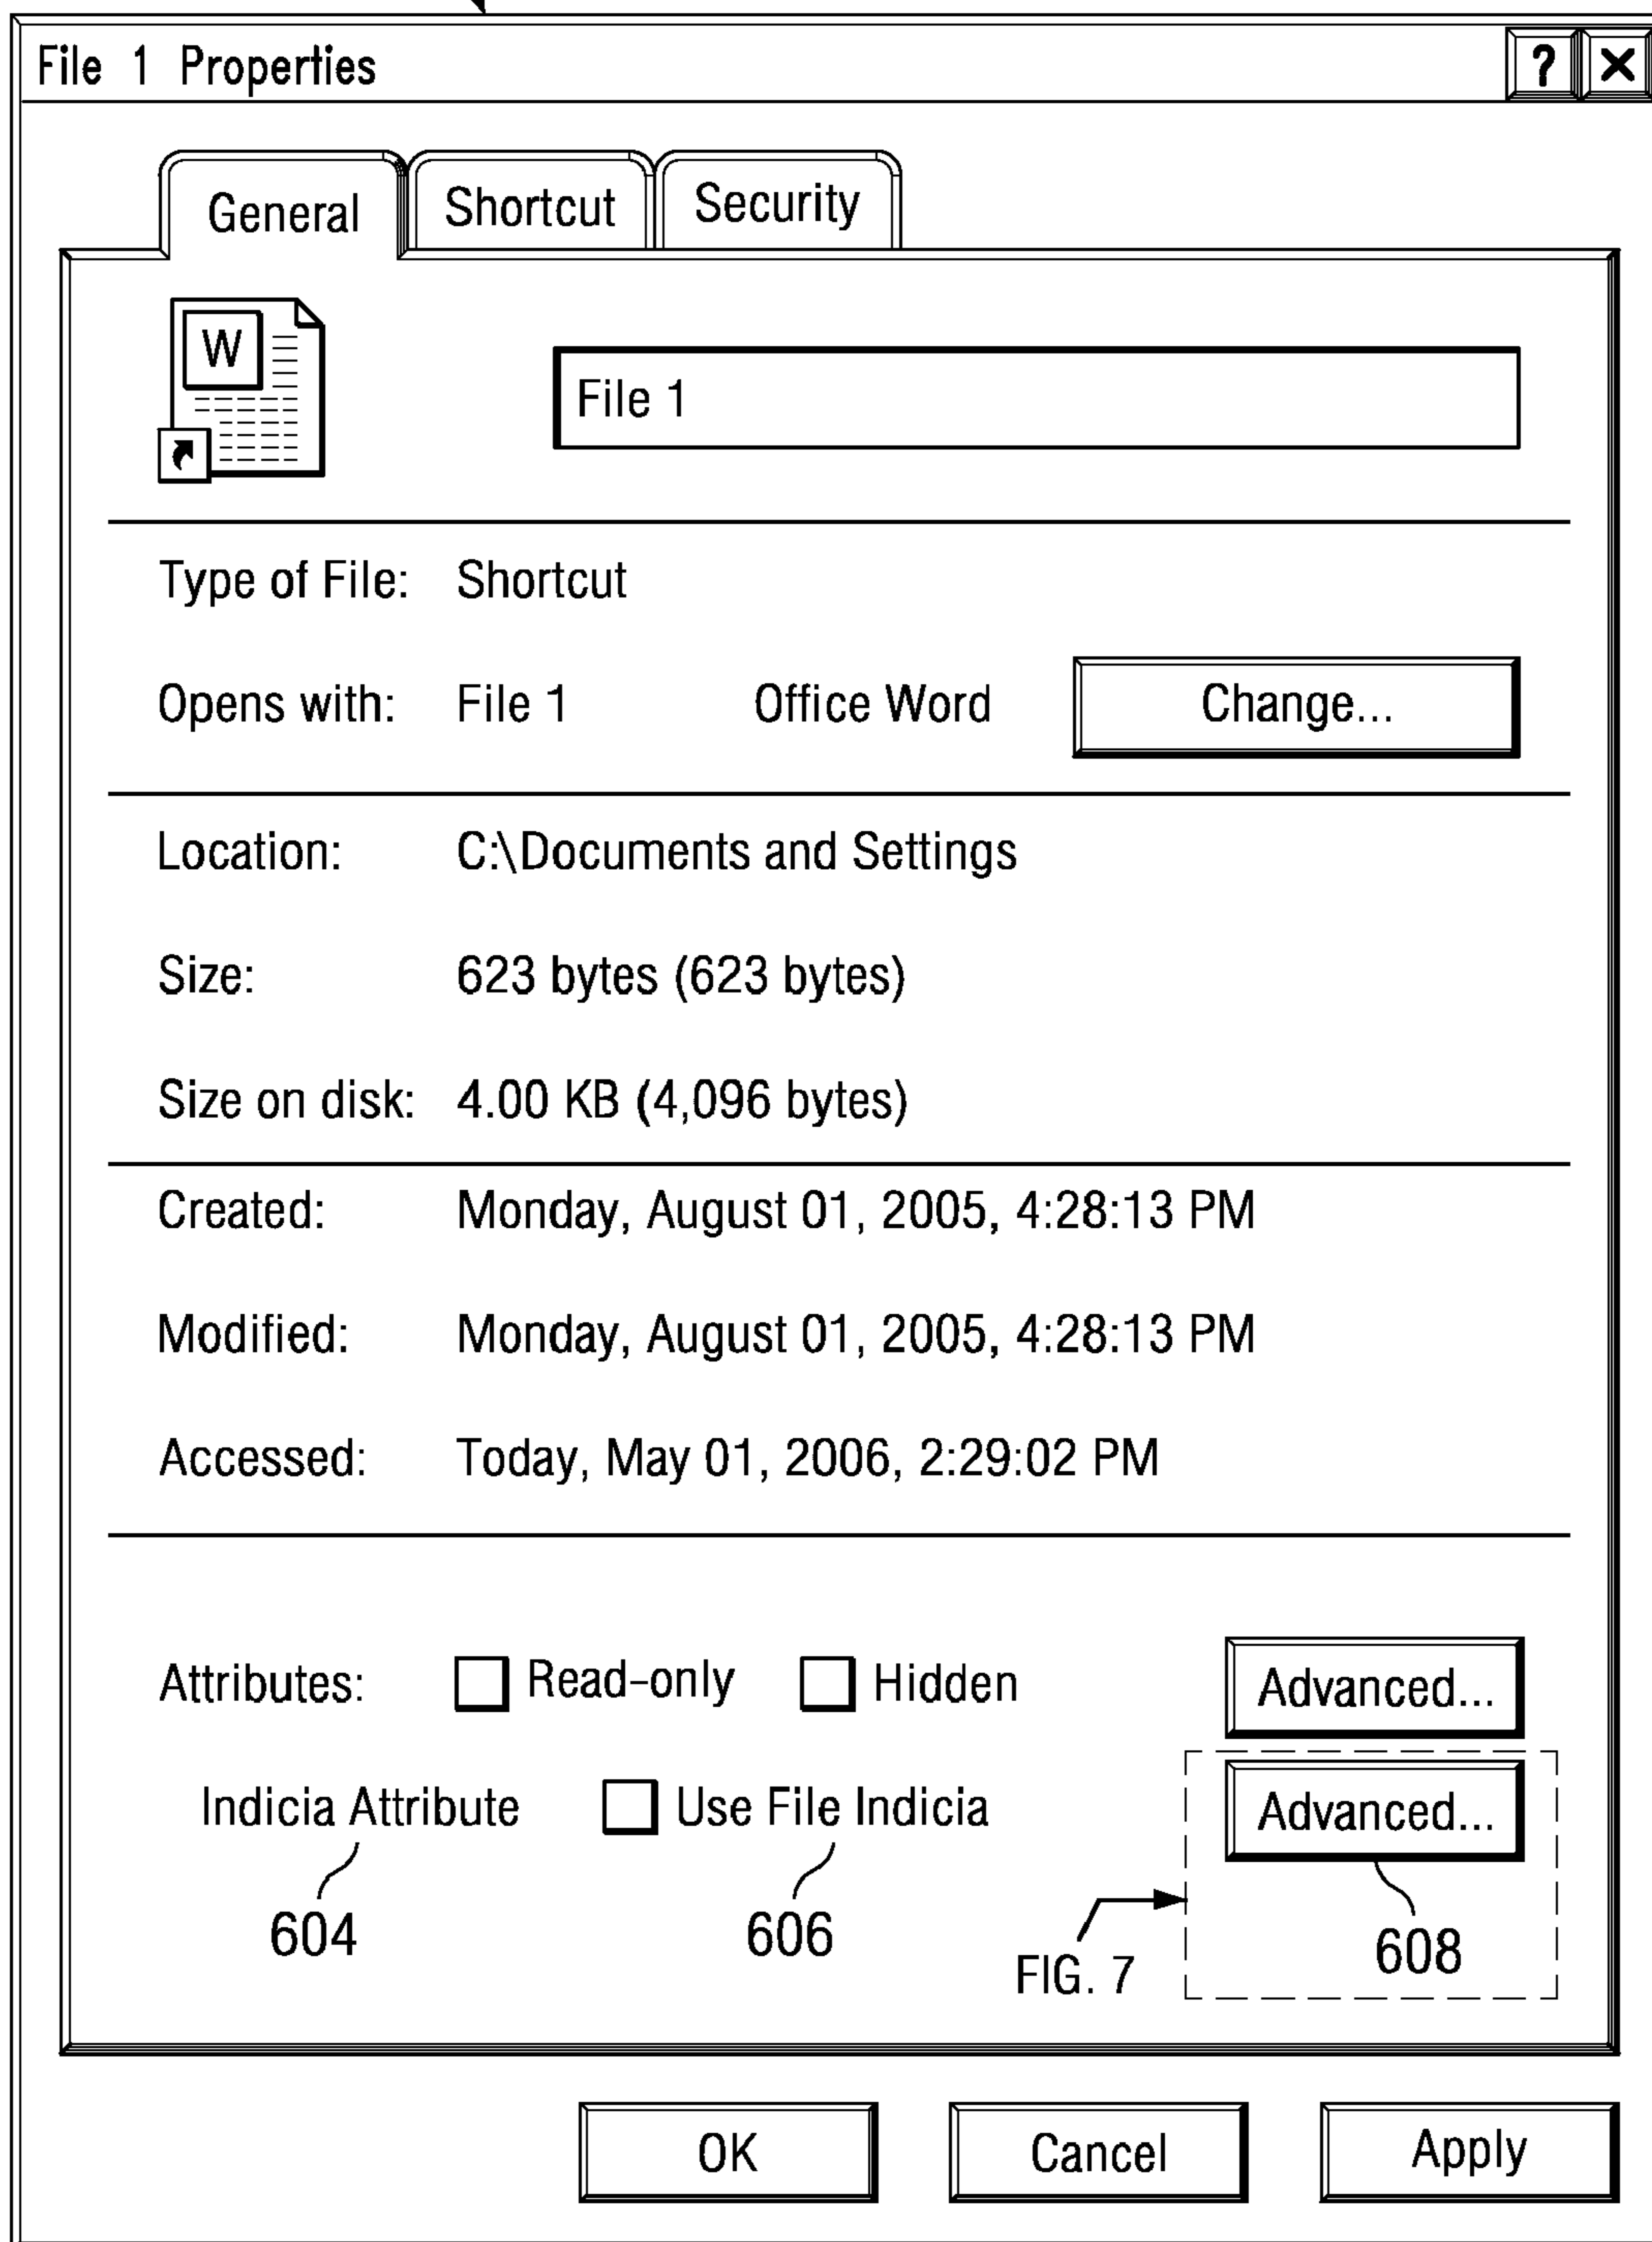 File 1 Properties ? X
General Shortcut Security
W
File 1
Type of File: Shortcut
Opens with: File 1 Office Word Change...
Location: C:\Documents and Settings
Size: 623 bytes (623 bytes)
Size on disk: 4.00 KB (4,096 bytes)
Created: Monday, August 01, 2005, 4:28:13 PM
Modified: Monday, August 01, 2005, 4:28:13 PM
Accessed: Today, May 01, 2006, 2:29:02 PM
Attributes: Read-only Hidden Advanced...
Indicia Attribute Use File Indicia Advanced...
604 606 FIG. 7 608
OK Cancel Apply